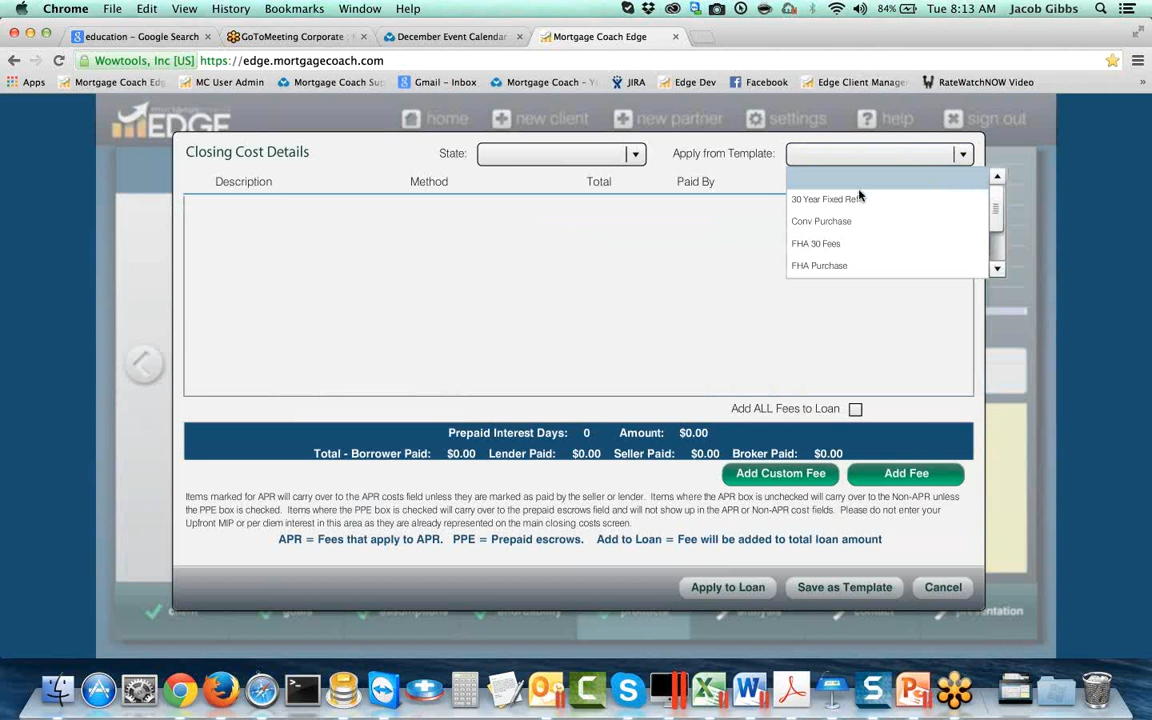 Chrome File Edit View History Bookmarks Window Help 84% Tue 8:13 AM Jacob Gibbs
education – Google Search × GoToMeeting Corporate × December Event Calendar × Mortgage Coach Edge ×
Wowtools, Inc [US] https://edge.mortgagecoach.com
Apps Mortgage Coach Edg MC User Admin Mortgage Coach Sup Gmail – Inbox Mortgage Coach – Y JIRA Edge Dev Facebook Edge Client Manage RateWatchNOW Video »
EDGE home new client new partner settings ? help sign out
Closing Cost Details State: Apply from Template:
Description Method Total Paid By
30 Year Fixed Refi
Conv Purchase
FHA 30 Fees
FHA Purchase
Add ALL Fees to Loan
Prepaid Interest Days: 0 Amount: $0.00
Total - Borrower Paid: $0.00 Lender Paid: $0.00 Seller Paid: $0.00 Broker Paid: $0.00
Add Custom Fee Add Fee
Items marked for APR will carry over to the APR costs field unless they are marked as paid by the seller or lender. Items where the APR box is unchecked will carry over to the Non-APR unless
the PPE box is checked. Items where the PPE box is checked will carry over to the prepaid escrows field and will not show up in the APR or Non-APR cost fields. Please do not enter your
Upfront MIP or per diem interest in this area as they are already represented on the main closing costs screen.
APR = Fees that apply to APR. PPE = Prepaid escrows. Add to Loan = Fee will be added to total loan amount
Apply to Loan Save as Template Cancel